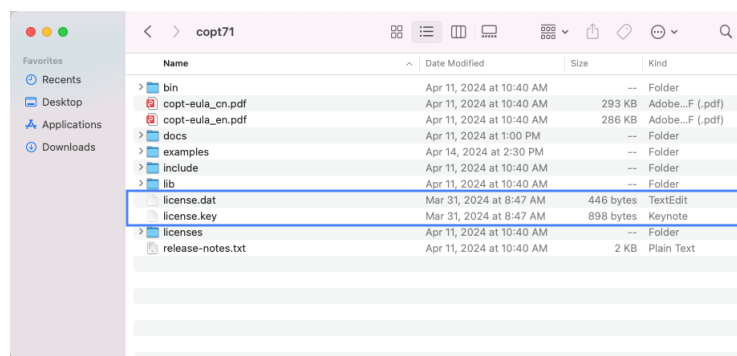 copt71
Favorites
Recents
Desktop
Applications
Downloads
Name Date Modified Size Kind
bin Apr 11, 2024 at 10:40 AM -- Folder
copt-eula_cn.pdf Apr 11, 2024 at 10:40 AM 293 KB Adobe...F (.pdf)
copt-eula_en.pdf Apr 11, 2024 at 10:40 AM 286 KB Adobe...F (.pdf)
docs Apr 11, 2024 at 1:00 PM -- Folder
examples Apr 14, 2024 at 2:30 PM -- Folder
include Apr 11, 2024 at 10:40 AM -- Folder
lib Apr 11, 2024 at 10:40 AM -- Folder
license.dat Mar 31, 2024 at 8:47 AM 446 bytes TextEdit
license.key Mar 31, 2024 at 8:47 AM 898 bytes Keynote
licenses Apr 11, 2024 at 10:40 AM -- Folder
release-notes.txt Apr 11, 2024 at 10:40 AM 2 KB Plain Text